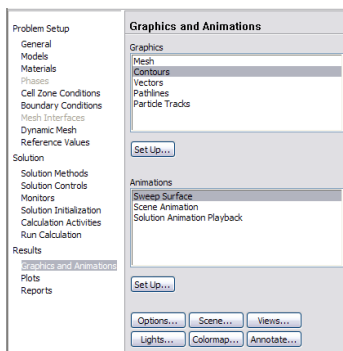 Problem Setup
General
Models
Materials
Phases
Cell Zone Conditions
Boundary Conditions
Mesh Interfaces
Dynamic Mesh
Reference Values
Solution
Solution Methods
Solution Controls
Monitors
Solution Initialization
Calculation Activities
Run Calculation
Results
Graphics and Animations
Plots
Reports
Graphics and Animations
Graphics
Mesh
Contours
Vectors
Pathlines
Particle Tracks
Set Up...
Animations
Sweep Surface
Scene Animation
Solution Animation Playback
Set Up...
Options... Scene... Views...
Lights... Colormap... Annotate...